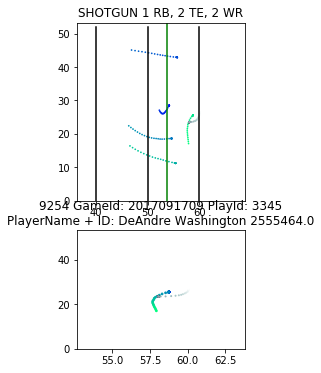 SHOTGUN 1 RB, 2 TE, 2 WR
50
40
30
20
10
0
40 50 60
9254 GameId: 2017091709 PlayId: 3345
PlayerName + ID: DeAndre Washington 2555464.0
40
20
0
55.0 57.5 60.0 62.5